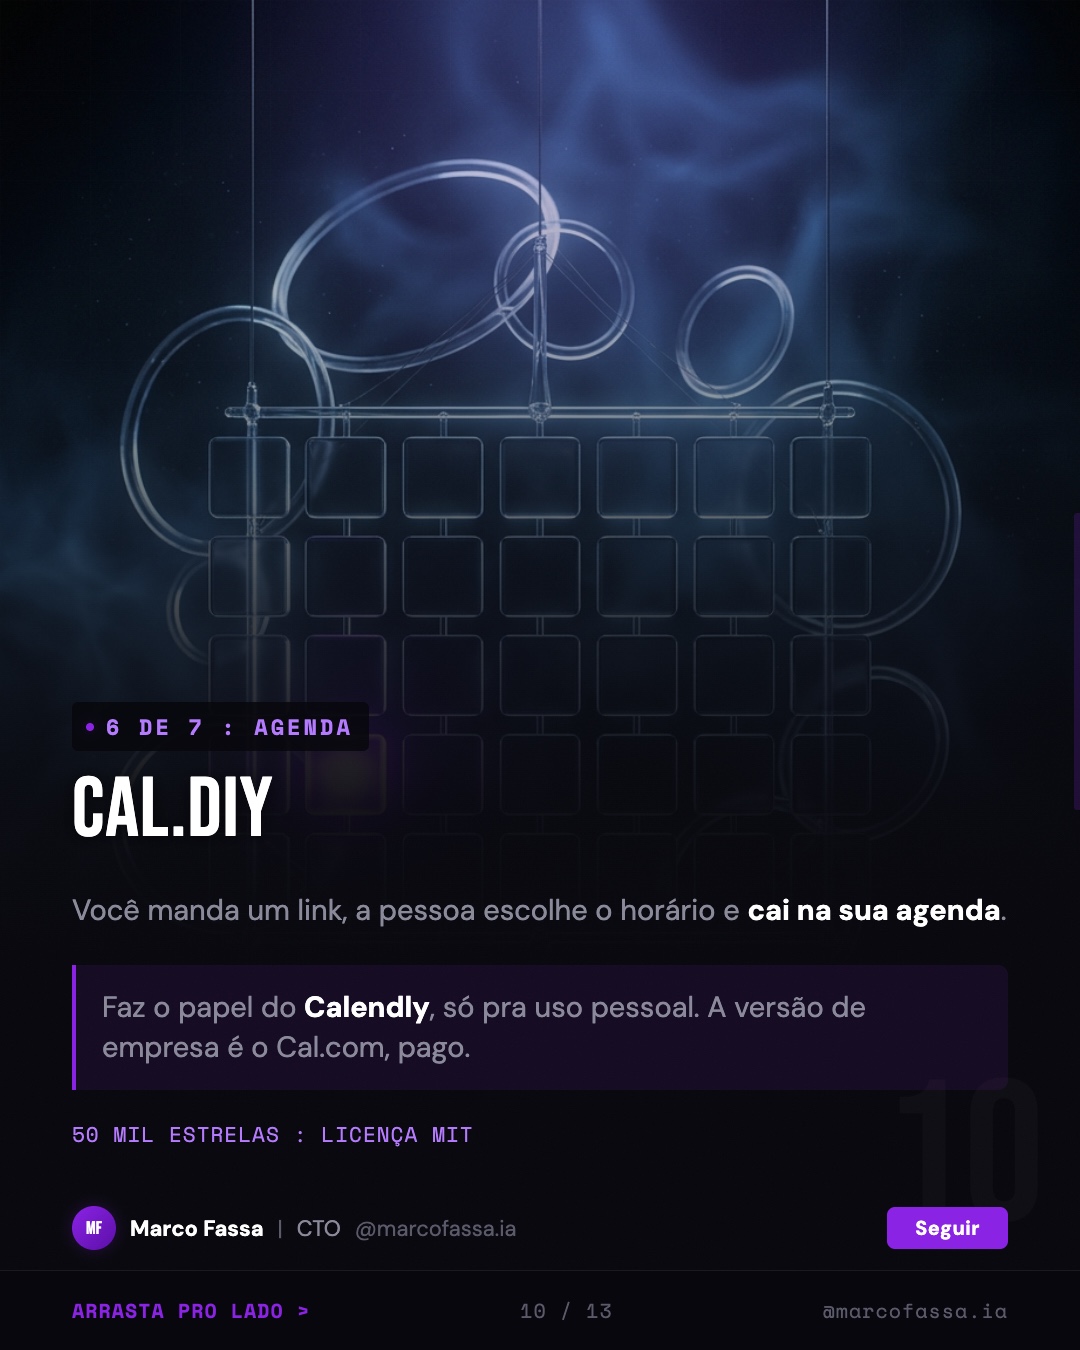 • 6 DE 7 : AGENDA
CAL.DIY
Você manda um link, a pessoa escolhe o horário e cai na sua agenda.
Faz o papel do Calendly, só pra uso pessoal. A versão de
empresa é o Cal.com, pago.
50 MIL ESTRELAS : LICENÇA MIT
10
MF Marco Fassa | CTO @marcofassa.ia
Seguir
ARRASTA PRO LADO >
10 / 13
@marcofassa.ia